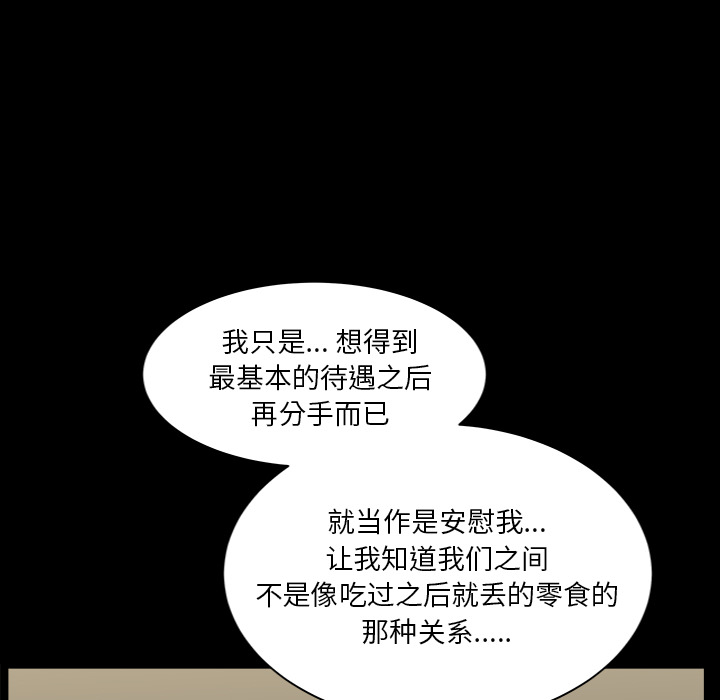 我只是... 想得到
最基本的待遇之后
再分手而已
就当作是安慰我...
让我知道我们之间
不是像吃过之后就丢的零食的
那种关系.....